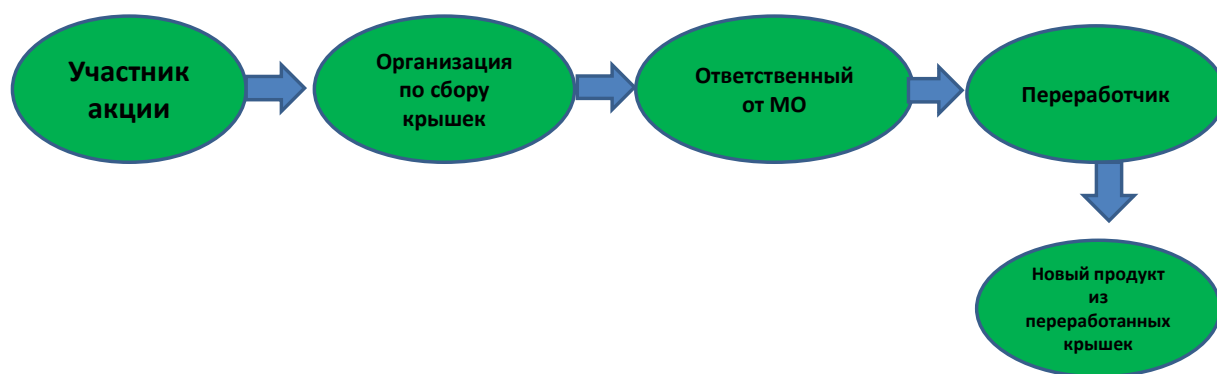 Участник
акции
Организация
по сбору
крышек
Ответственный
от МО
Переработчик
Новый продукт
из
переработанных
крышек